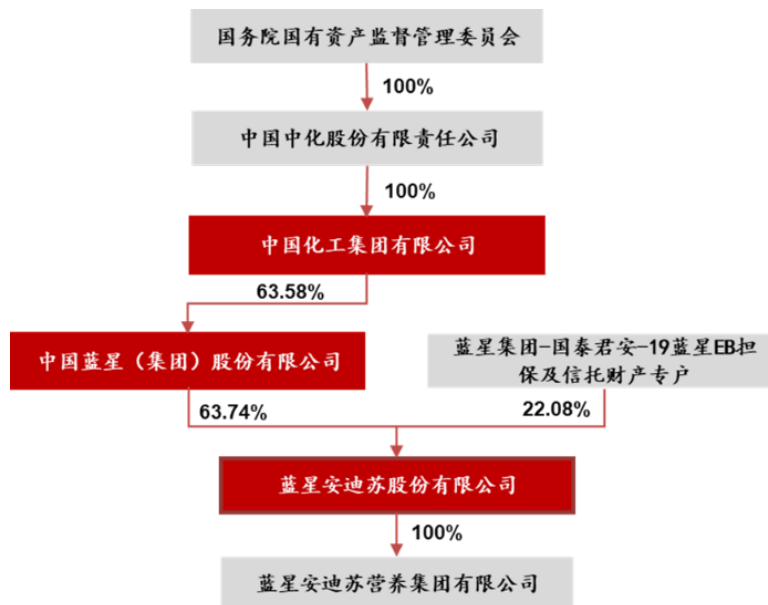 国务院国有资产监督管理委员会
100%
中国中化股份有限责任公司
100%
中国化工集团有限公司
63.58%
中国蓝星（集团）股份有限公司
蓝星集团-国泰君安-19蓝星EB担
保及信托财产专户
63.74%
22.08%
蓝星安迪苏股份有限公司
100%
蓝星安迪苏营养集团有限公司